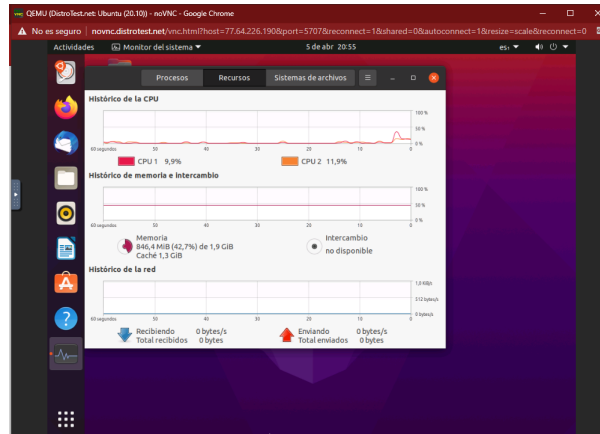 QEMU (DistroTest.net: Ubuntu (20.10)) - noVNC - Google Chrome
No es seguro | novnc.distrotest.net/vnc.html?host=77.64.226.190&port=5707&reconnect=1&shared=0&autoconnect=1&resize=scale&reconnect=0
Actividades Monitor del sistema 5 de abr 20:55 es₁
Procesos Recursos Sistemas de archivos
Histórico de la CPU
100 %
50 %
0 %
60 segundos 50 40 30 20 10 0
CPU 1 9,9% CPU 2 11,9%
Histórico de memoria e intercambio
100 %
50 %
0 %
60 segundos 50 40 30 20 10 0
Memoria
846,4 MiB (42,7%) de 1,9 GiB
Caché 1,3 GiB
Intercambio
no disponible
Histórico de la red
1,0 KiB/s
512 bytes/s
0 bytes/s
60 segundos 50 40 30 20 10 0
Recibiendo 0 bytes/s
Total recibidos 0 bytes
Enviando 0 bytes/s
Total enviados 0 bytes